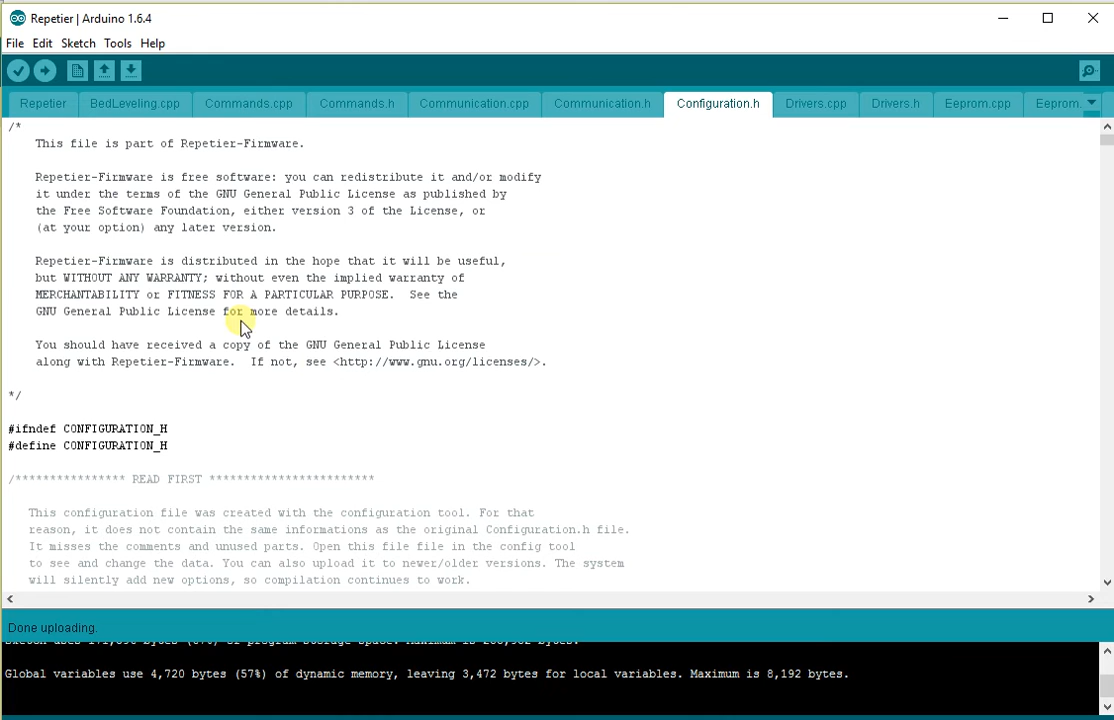 Repetier | Arduino 1.6.4
File Edit Sketch Tools Help
Repetier BedLeveling.cpp Commands.cpp Commands.h Communication.cpp Communication.h Configuration.h Drivers.cpp Drivers.h Eeprom.cpp Eeprom.
/*
This file is part of Repetier-Firmware.
Repetier-Firmware is free software: you can redistribute it and/or modify
it under the terms of the GNU General Public License as published by
the Free Software Foundation, either version 3 of the License, or
(at your option) any later version.
Repetier-Firmware is distributed in the hope that it will be useful,
but WITHOUT ANY WARRANTY; without even the implied warranty of
MERCHANTABILITY or FITNESS FOR A PARTICULAR PURPOSE.  See the
GNU General Public License for more details.
You should have received a copy of the GNU General Public License
along with Repetier-Firmware.  If not, see <http://www.gnu.org/licenses/>.
*/
#ifndef CONFIGURATION_H
#define CONFIGURATION_H
/**************** READ FIRST ************************
This configuration file was created with the configuration tool. For that
reason, it does not contain the same informations as the original Configuration.h file.
It misses the comments and unused parts. Open this file file in the config tool
to see and change the data. You can also upload it to newer/older versions. The system
will silently add new options, so compilation continues to work.
Done uploading.
bytes of program storage space. Maximum is bytes.
Global variables use 4,720 bytes (57%) of dynamic memory, leaving 3,472 bytes for local variables. Maximum is 8,192 bytes.